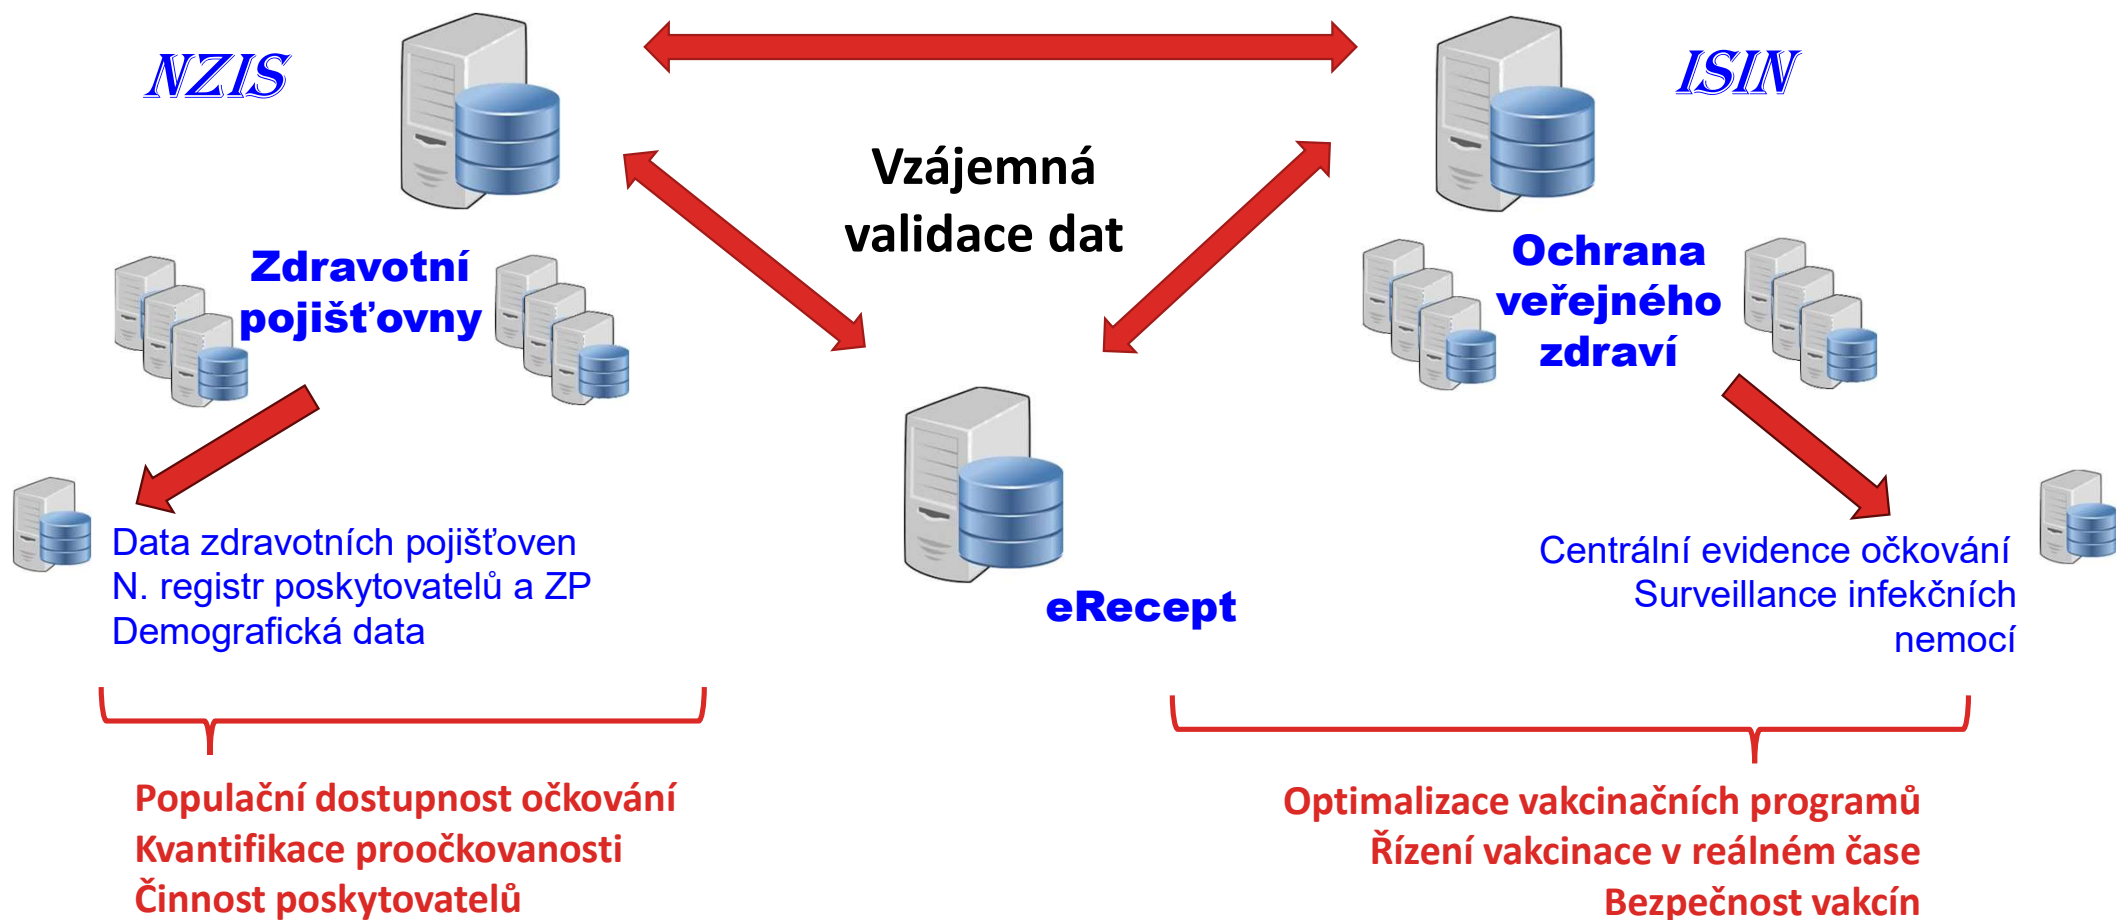 NZIS
ISIN
Vzájemná
validace dat
Zdravotní
pojišťovny
Ochrana
veřejného
zdraví
eRecept
Data zdravotních pojišťoven
N. registr poskytovatelů a ZP
Demografická data
Centrální evidence očkování
Surveillance infekčních
nemocí
Populační dostupnost očkování
Kvantifikace proočkovanosti
Činnost poskytovatelů
Optimalizace vakcinačních programů
Řízení vakcinace v reálném čase
Bezpečnost vakcín